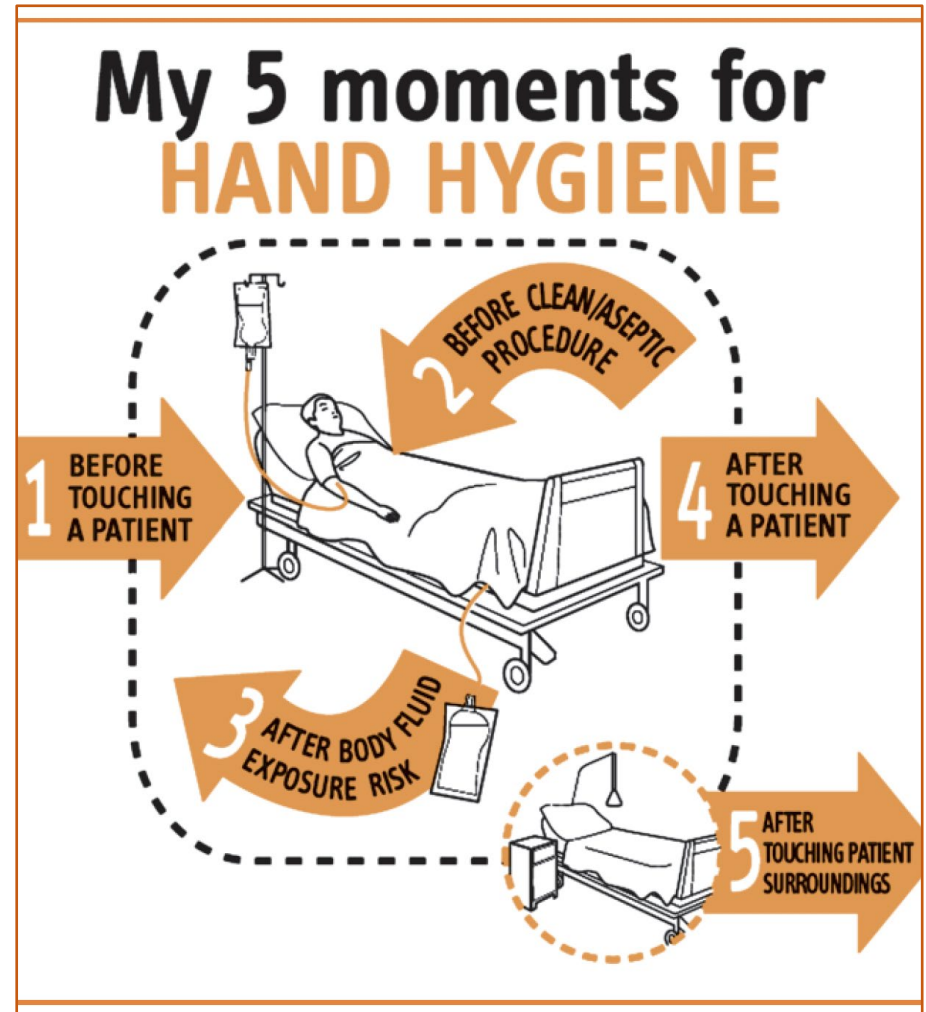 My 5 moments for
HAND HYGIENE
1
BEFORE
TOUCHING
A PATIENT
2
BEFORE CLEAN/ASEPTIC
PROCEDURE
3
AFTER BODY FLUID
EXPOSURE RISK
4
AFTER
TOUCHING
A PATIENT
5
AFTER
TOUCHING PATIENT
SURROUNDINGS